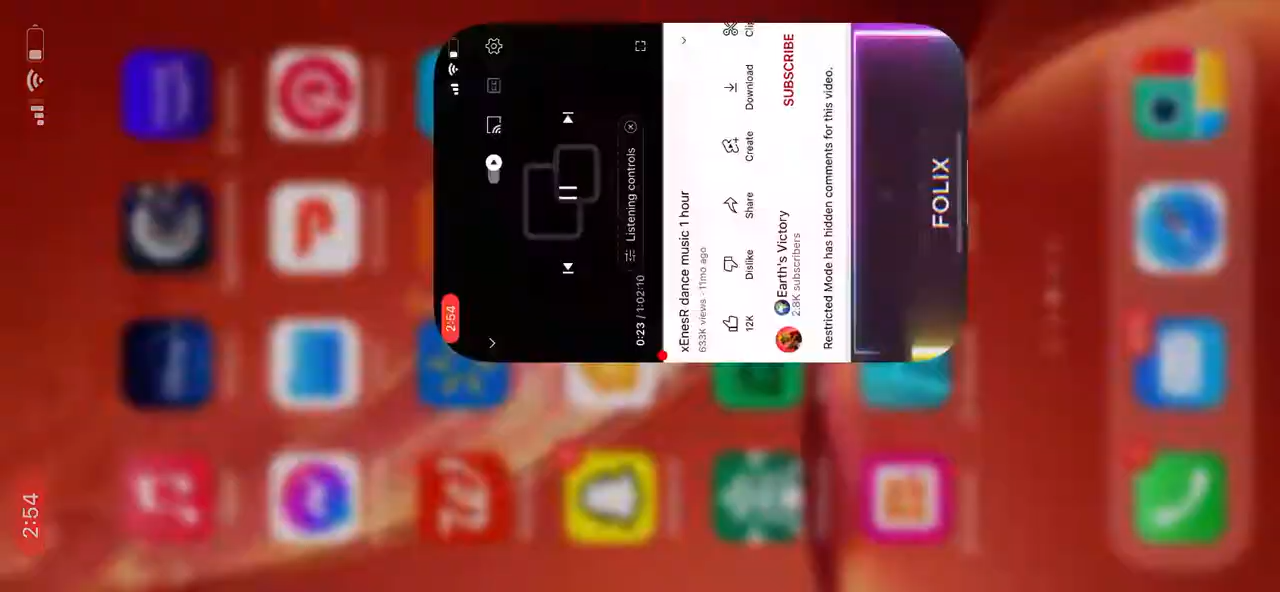 2:54
2:54
0:23 / 1:02:10
Listening controls
xEnesR dance music 1 hour
633K views · 11mo ago
12K
Dislike
Share
Create
Download
Earth's Victory
2.8K subscribers
SUBSCRIBE
Restricted Mode has hidden comments for this video.
FOLIX